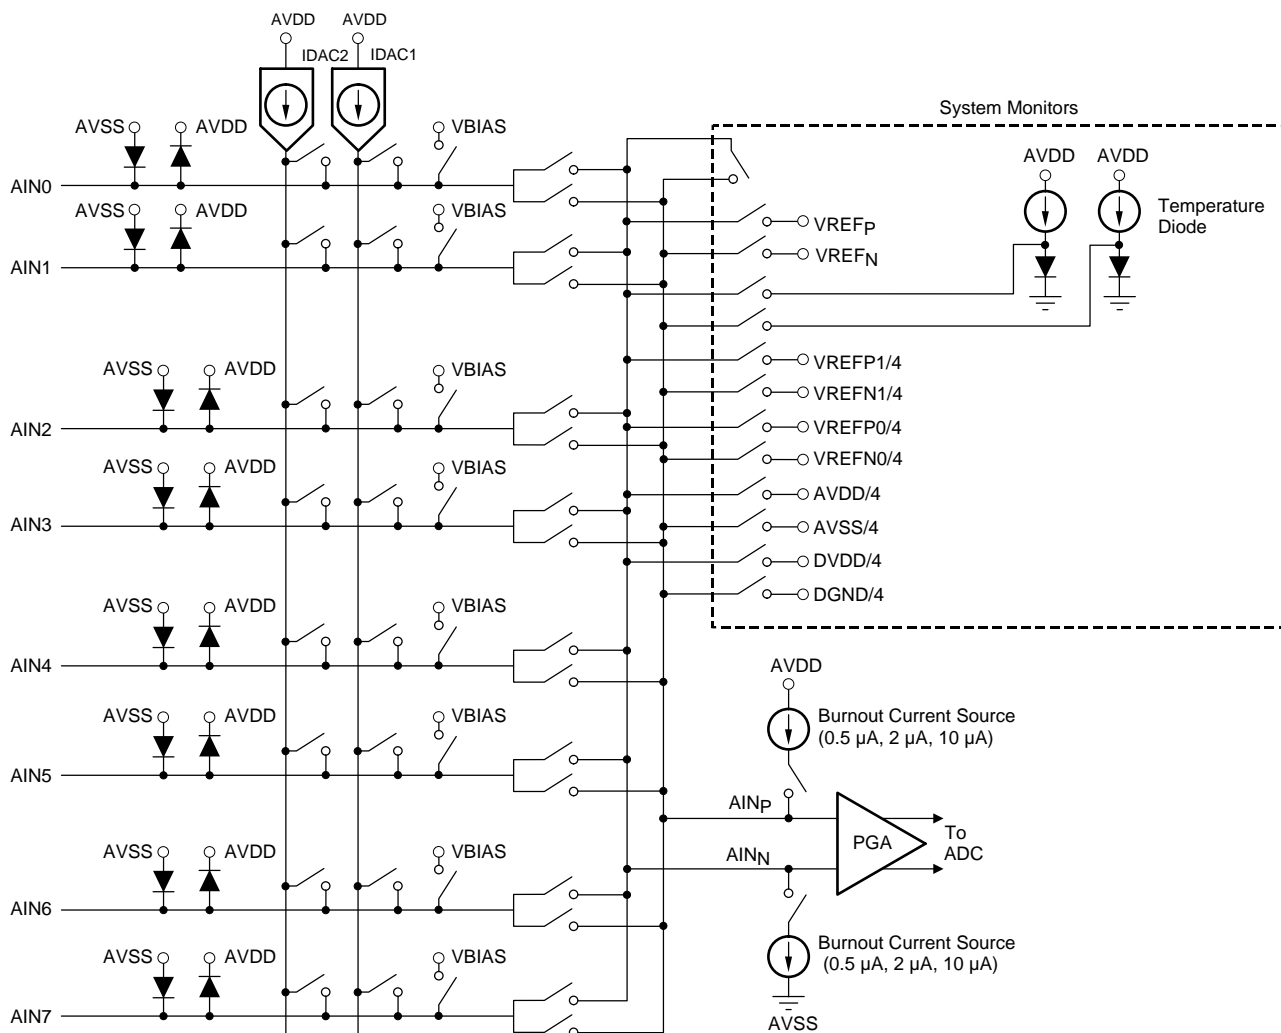 AVDD AVDD
IDAC2 IDAC1
System Monitors
AVSS AVDD VBIAS
AIN0
AVDD AVDD
Temperature
Diode
AVSS AVDD VBIAS
VREFP
AIN1
VREFN
AVSS AVDD VBIAS
VREFP1/4
VREFN1/4
AIN2
VREFP0/4
VREFN0/4
AVSS AVDD VBIAS
AVDD/4
AIN3
AVSS/4
DVDD/4
DGND/4
AVSS AVDD VBIAS
AIN4
AVDD
AVSS AVDD VBIAS
Burnout Current Source
(0.5 µA, 2 µA, 10 µA)
AIN5
AINP
PGA
To
ADC
AINN
AVSS AVDD VBIAS
AIN6
AVSS AVDD VBIAS
Burnout Current Source
(0.5 µA, 2 µA, 10 µA)
AIN7
AVSS